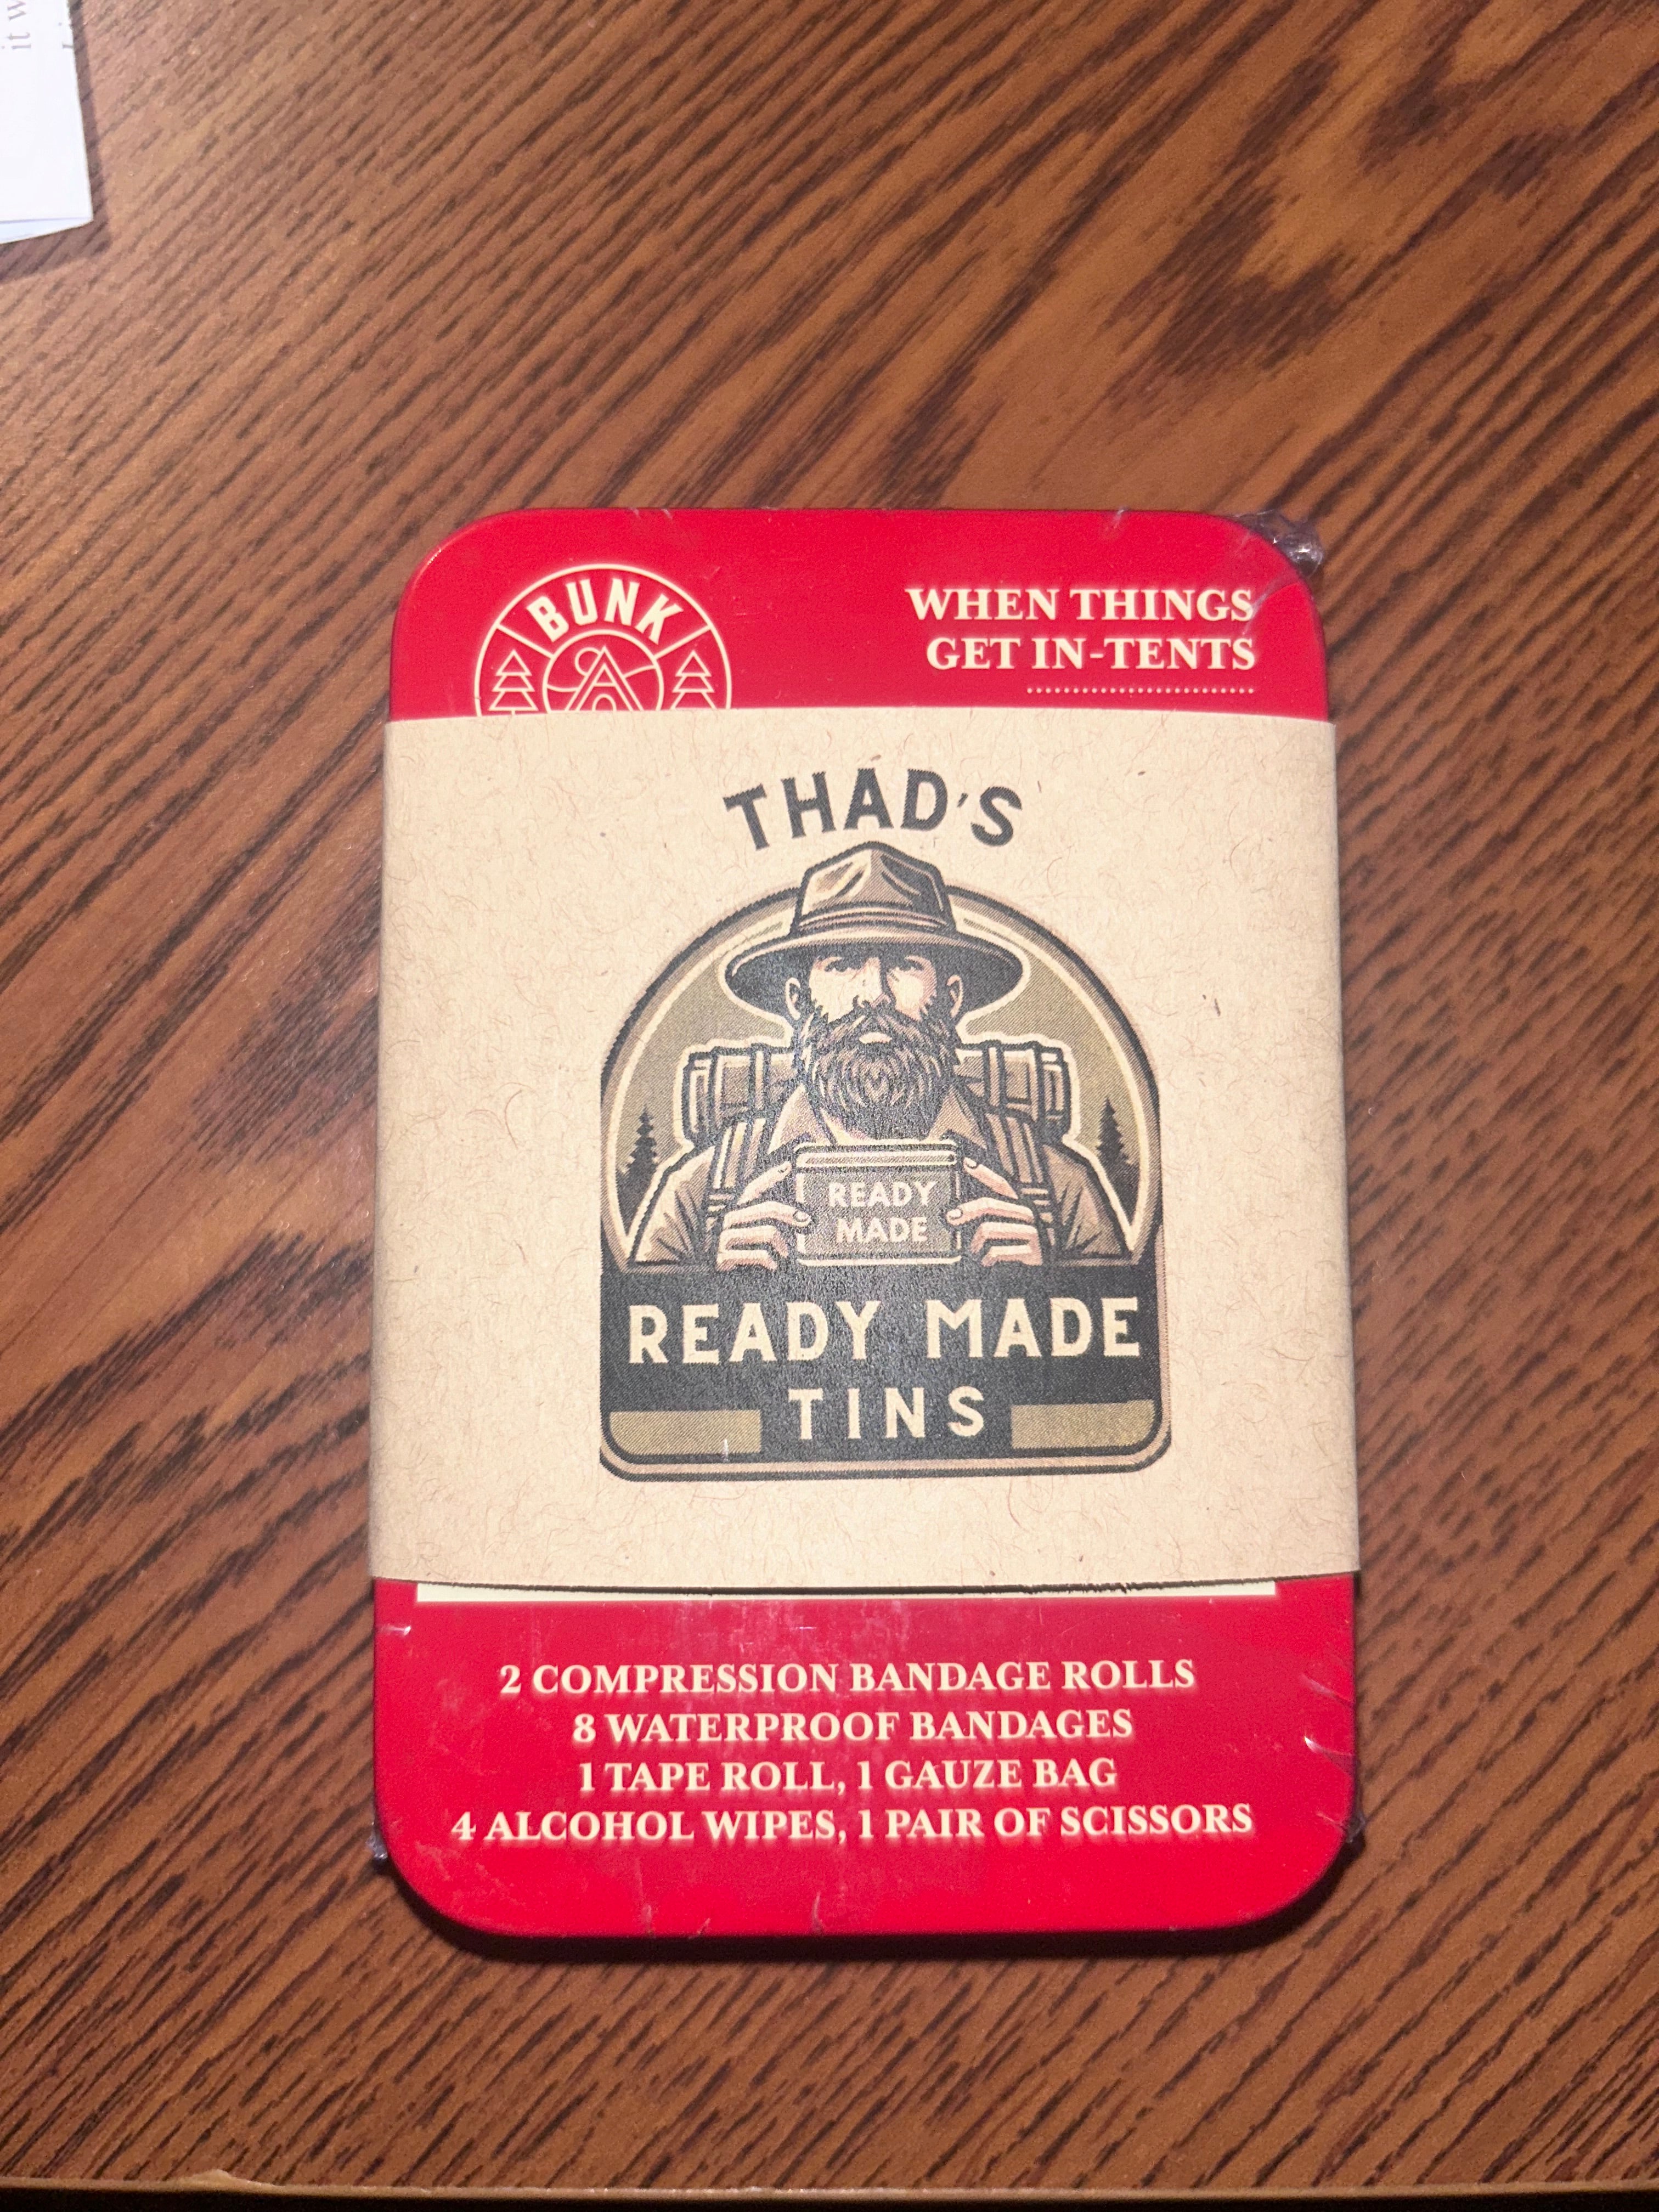 it w
BUNK
WHEN THINGS
GET IN-TENTS
THAD'S
READY
MADE
READY MADE
TINS
2 COMPRESSION BANDAGE ROLLS
8 WATERPROOF BANDAGES
1 TAPE ROLL, 1 GAUZE BAG
4 ALCOHOL WIPES, 1 PAIR OF SCISSORS